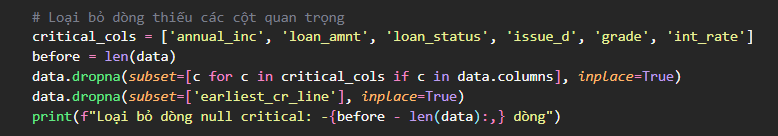 # Loại bỏ dòng thiếu các cột quan trọng
critical_cols = ['annual_inc', 'loan_amnt', 'loan_status', 'issue_d', 'grade', 'int_rate']
before = len(data)
data.dropna(subset=[c for c in critical_cols if c in data.columns], inplace=True)
data.dropna(subset=['earliest_cr_line'], inplace=True)
print(f"Loại bỏ dòng null critical: -{before - len(data):,} dòng")